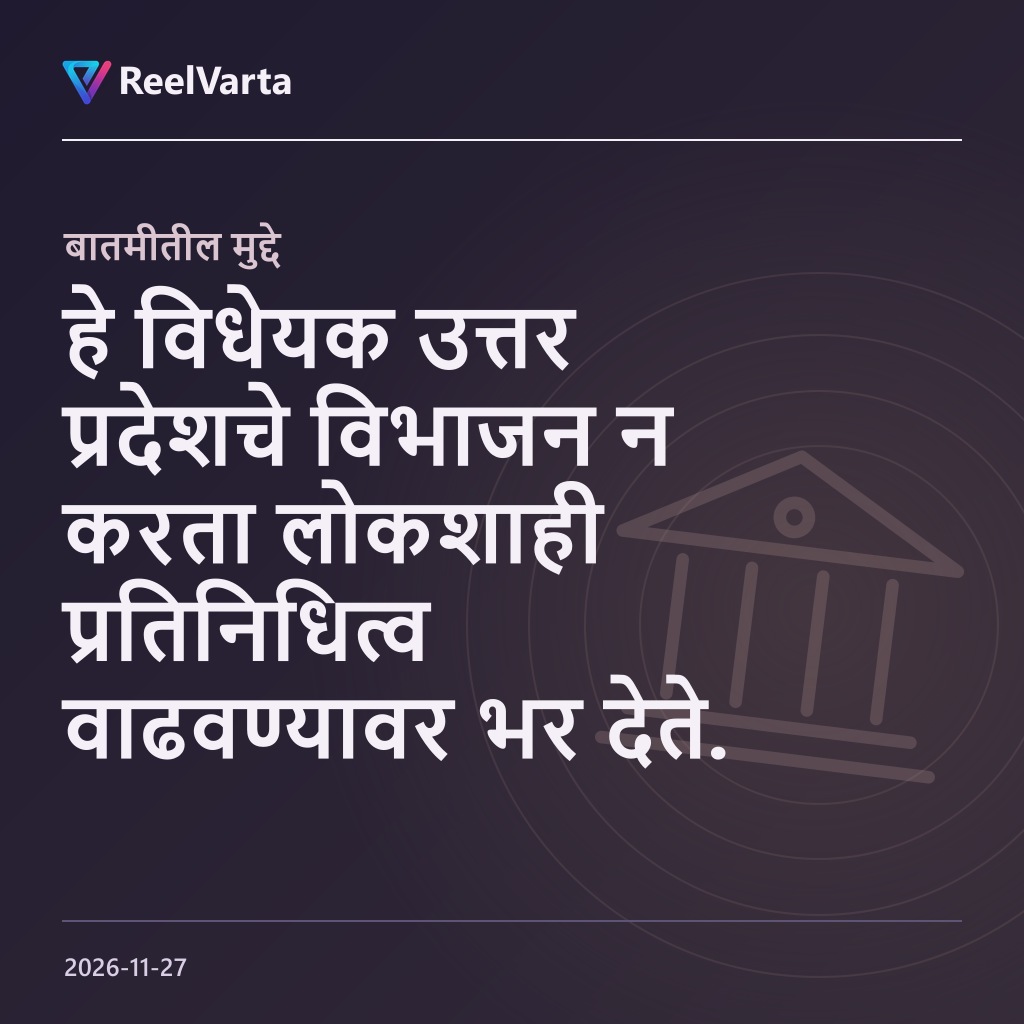 ReelVarta
बातमीतील मुद्दे
हे विधेयक उत्तर
प्रदेशचे विभाजन न
करता लोकशाही
प्रतिनिधित्व
वाढवण्यावर भर देते.
2026-11-27